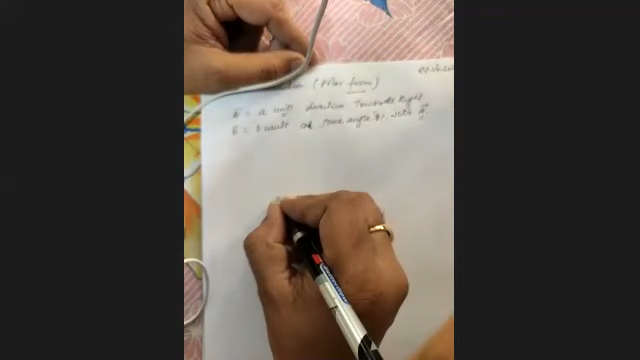 (Polar form)
A⃗ = a units direction towards Right
B⃗ = b units at some angle θ with A⃗